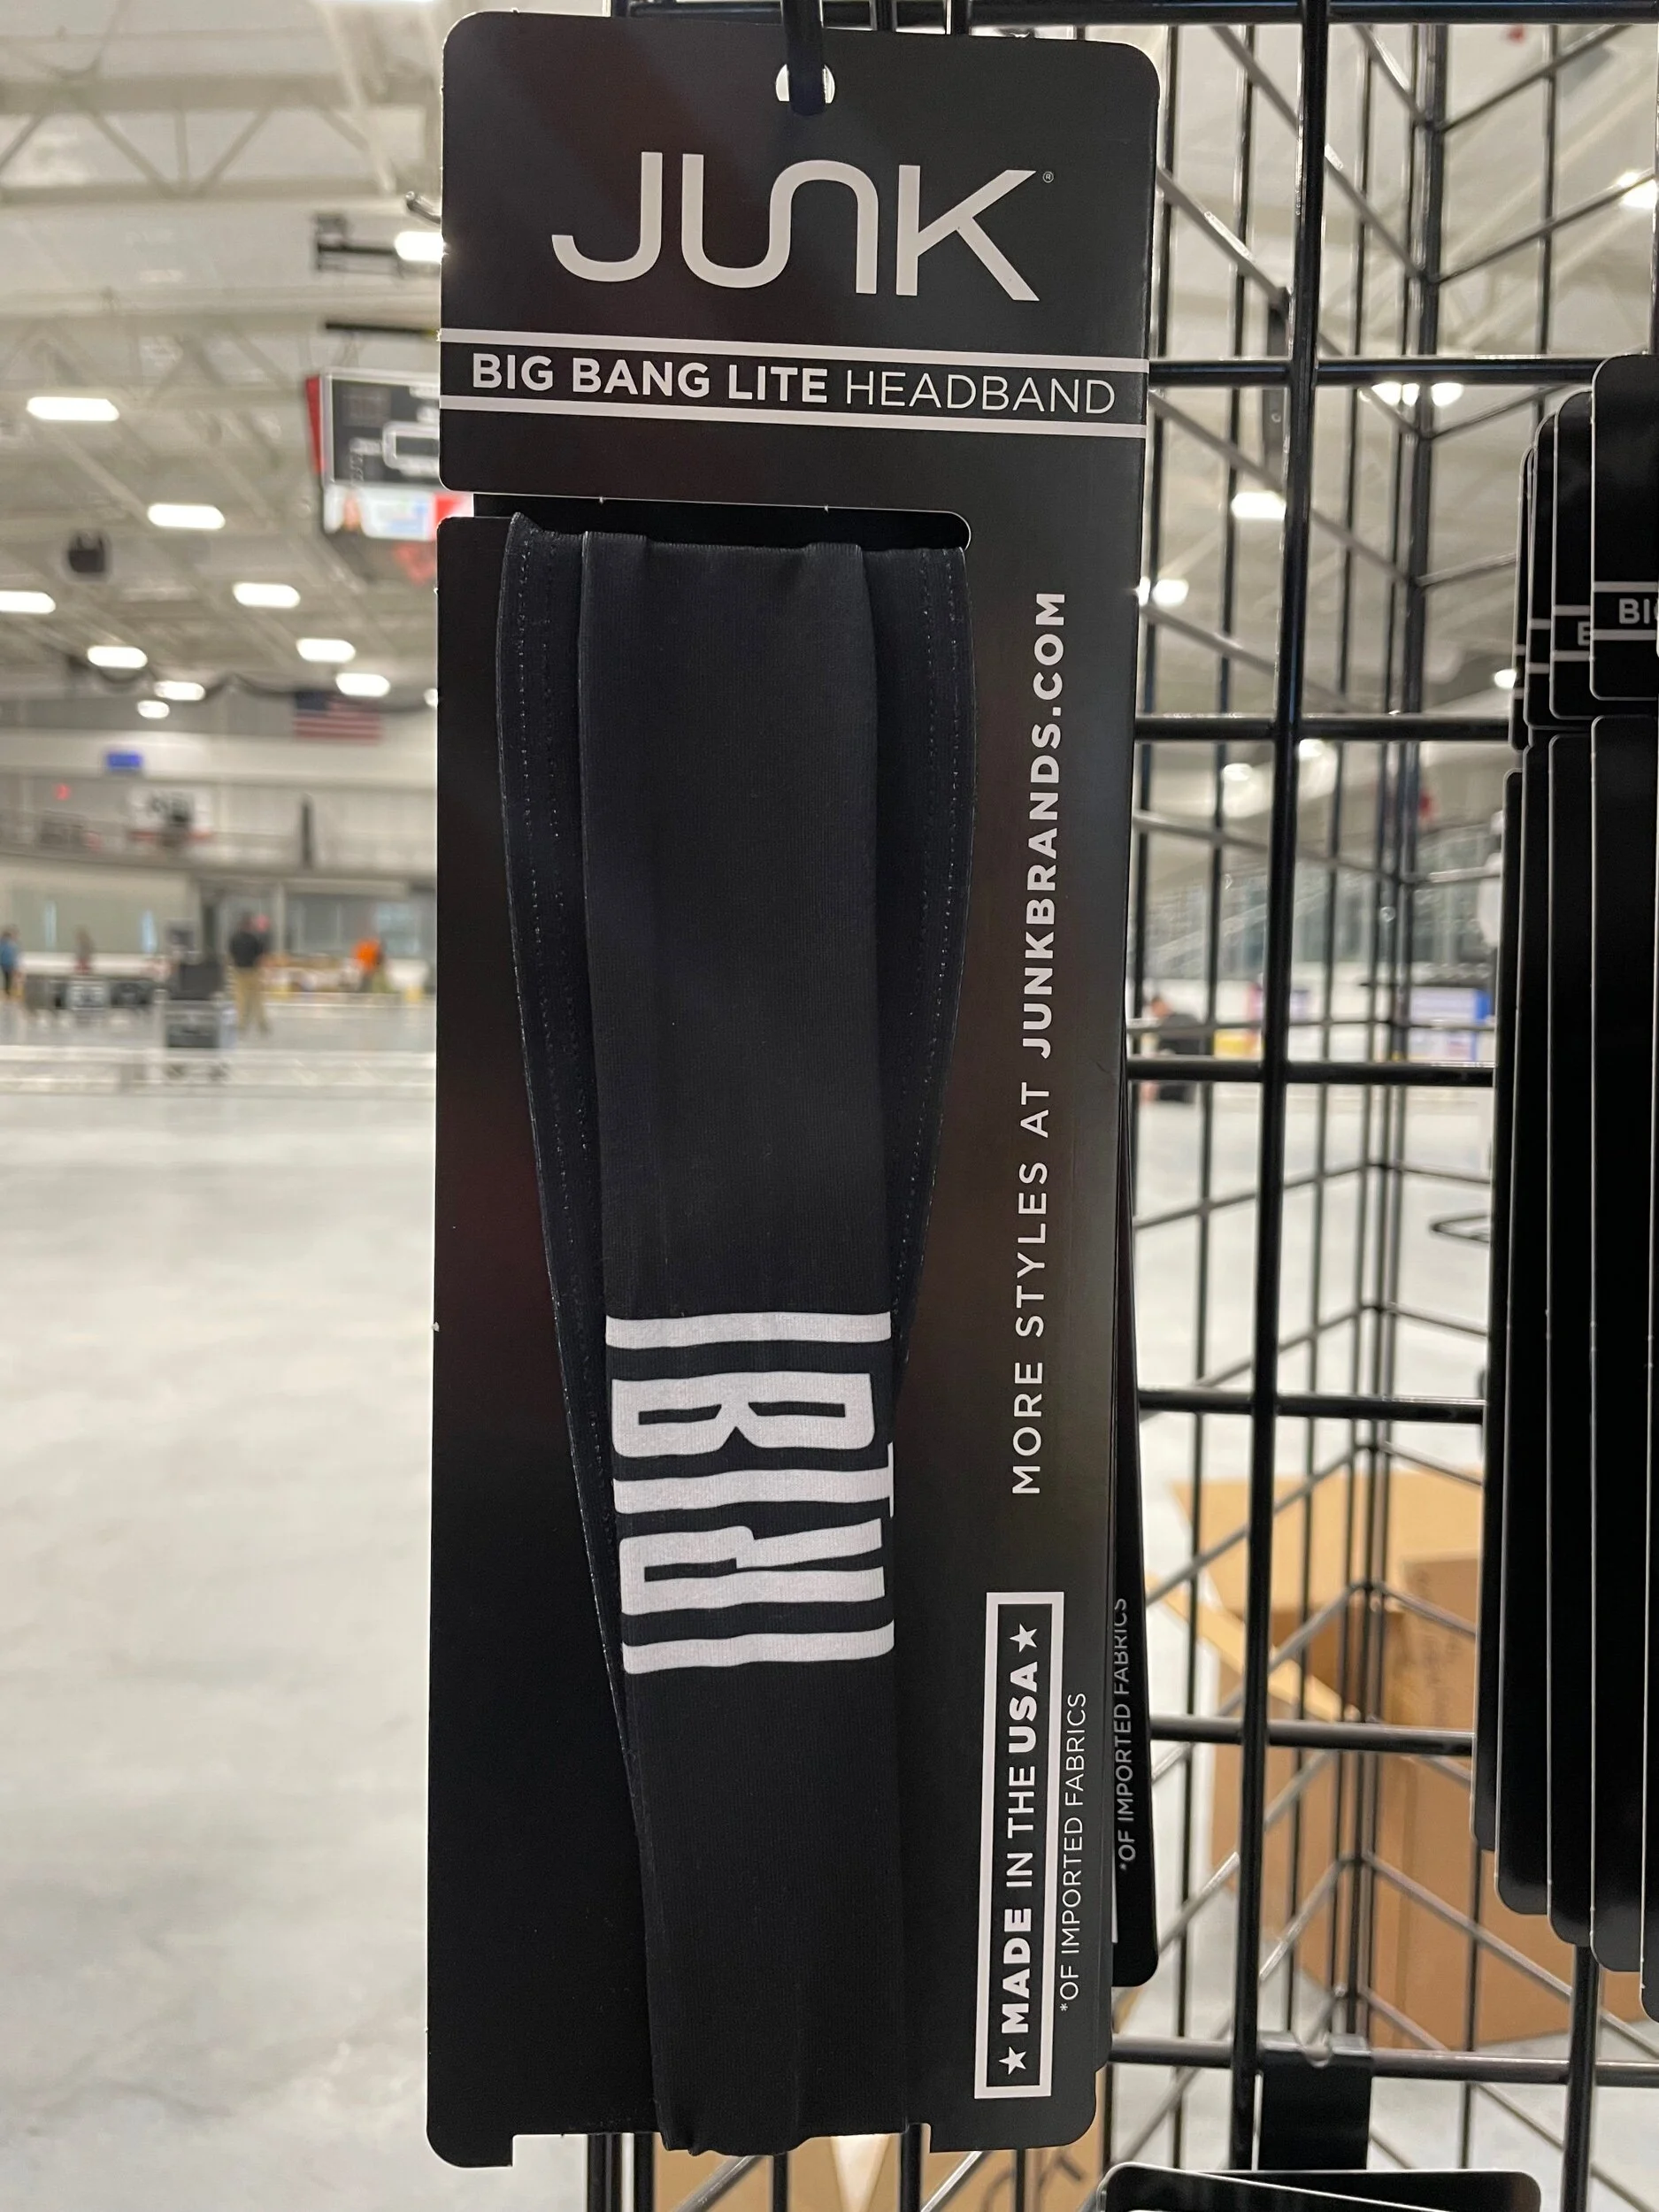 JUNK®
BIG BANG LITE HEADBAND
MORE STYLES AT JUNKBRANDS.COM
★ MADE IN THE USA ★
*OF IMPORTED FABRICS
*OF IMPORTED FABRICS